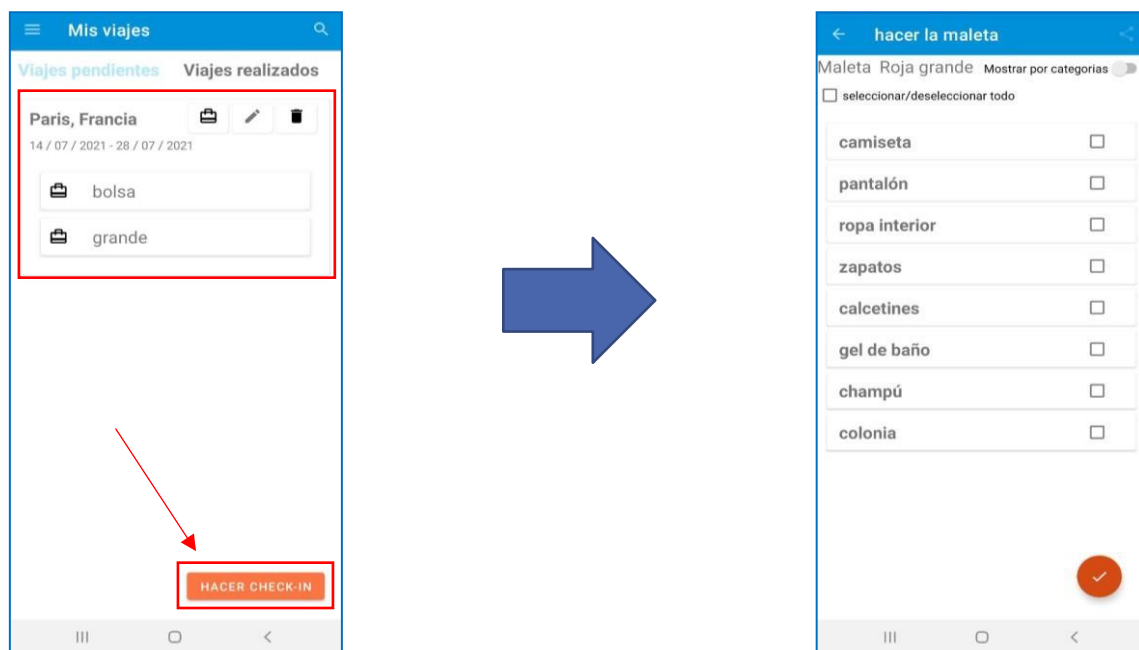 Mis viajes
Viajes pendientes Viajes realizados
Paris, Francia
14 / 07 / 2021 - 28 / 07 / 2021
bolsa
grande
HACER CHECK-IN
hacer la maleta
Maleta Roja grande Mostrar por categorias
seleccionar/deseleccionar todo
camiseta
pantalón
ropa interior
zapatos
calcetines
gel de baño
champú
colonia